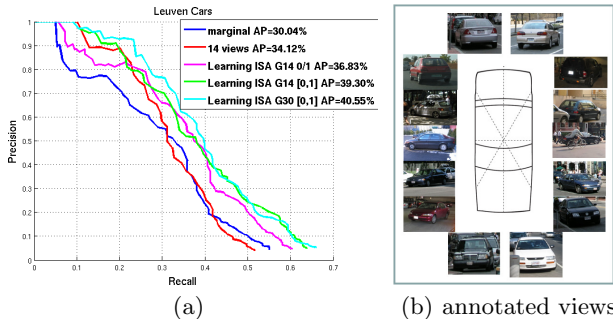 Leuven Cars
marginal AP=30.04%
14 views AP=34.12%
Learning ISA G14 0/1 AP=36.83%
Learning ISA G14 [0,1] AP=39.30%
Learning ISA G30 [0,1] AP=40.55%
Precision
1
0.9
0.8
0.7
0.6
0.5
0.4
0.3
0.2
0.1
0
0 0.1 0.2 0.3 0.4 0.5 0.6 0.7
Recall
(a)
(b) annotated views